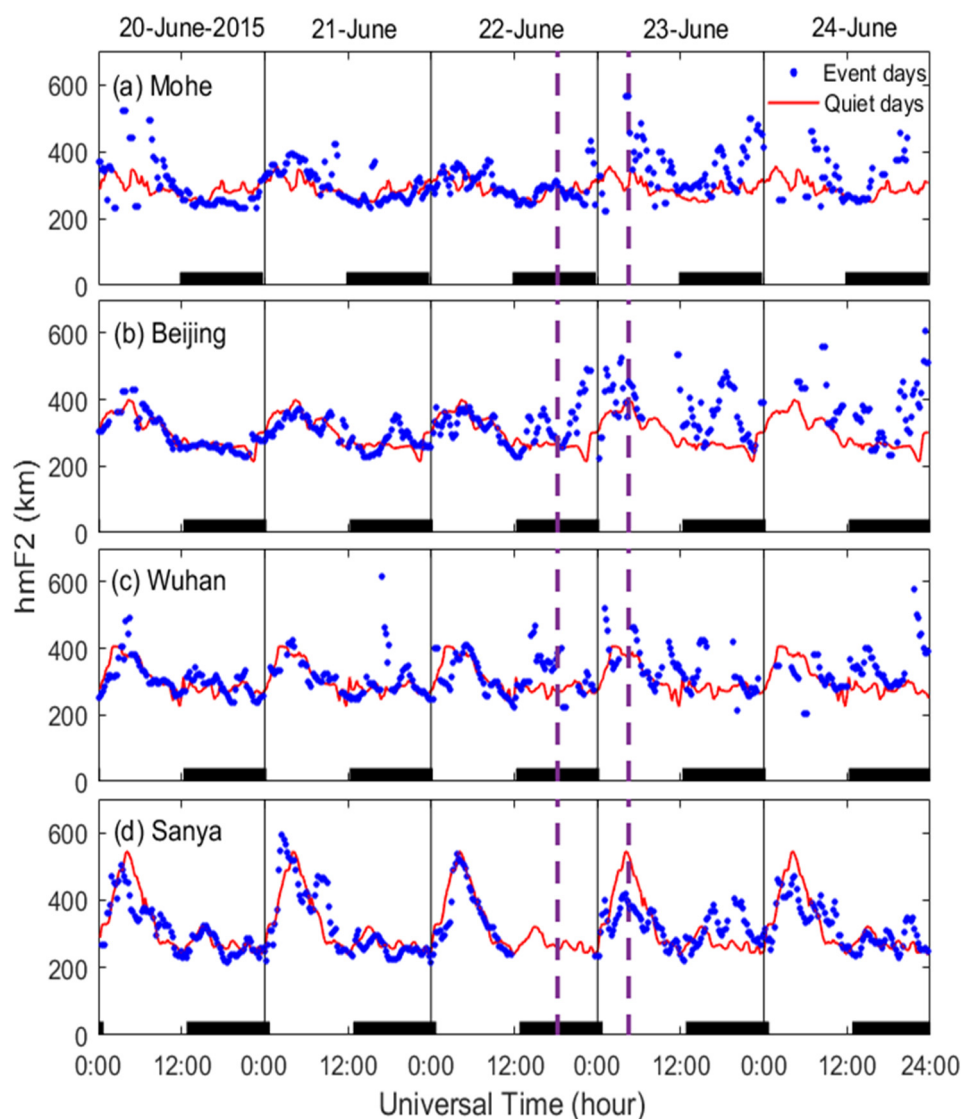 20-June-2015 21-June 22-June 23-June 24-June
600
400
200
0
(a) Mohe
Event days
Quiet days
600
400
200
0
(b) Beijing
600
400
200
0
(c) Wuhan
600
400
200
0
(d) Sanya
hmF2 (km)
0:00 12:00 0:00 12:00 0:00 12:00 0:00 12:00 0:00 12:00 24:00
Universal Time (hour)